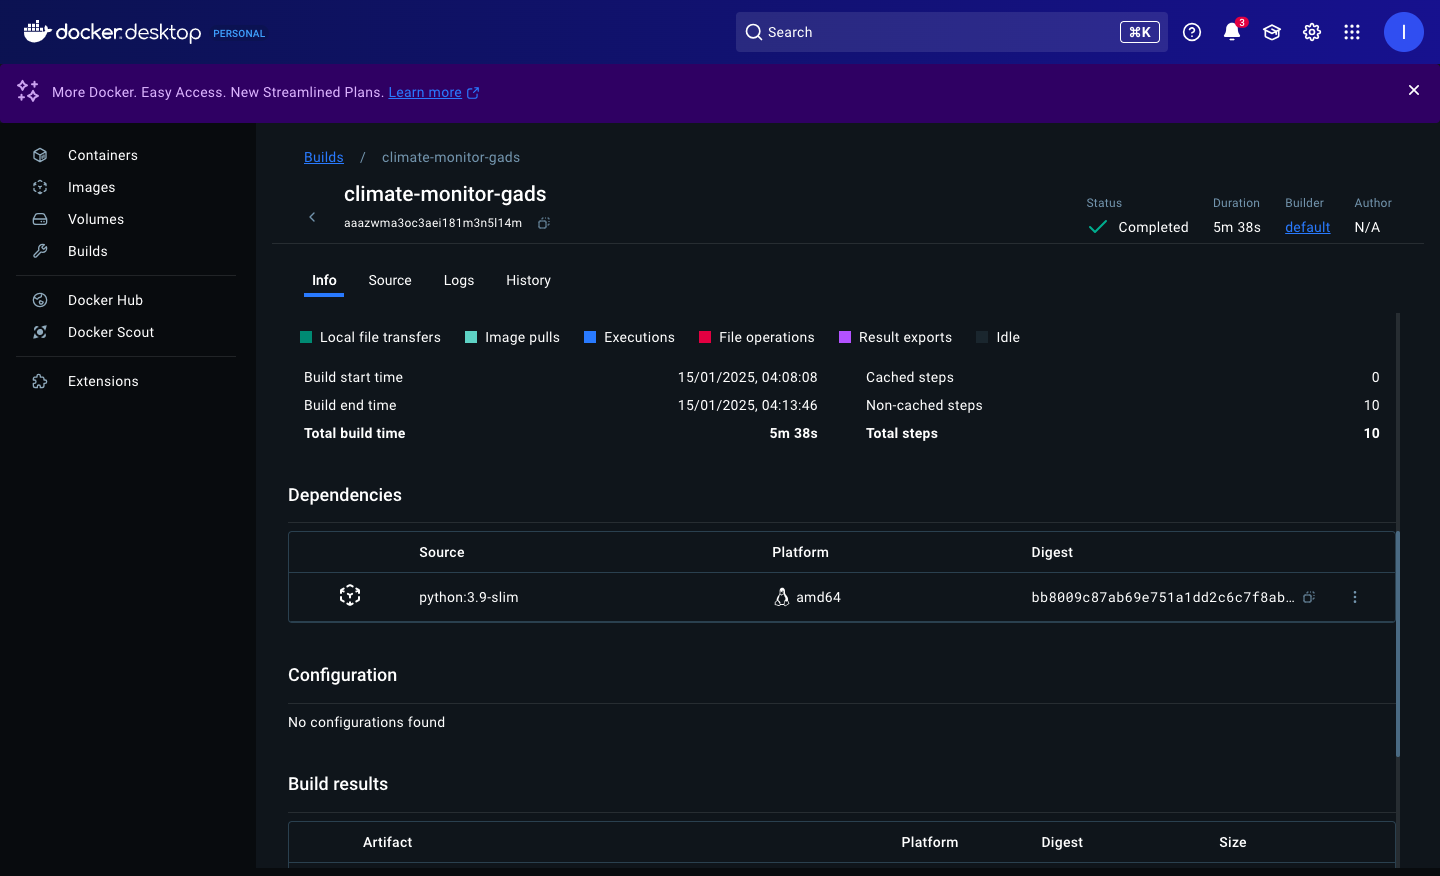 docker.desktop PERSONAL
Search ⌘K
3
I
More Docker. Easy Access. New Streamlined Plans. Learn more
Containers
Images
Volumes
Builds
Docker Hub
Docker Scout
Extensions
Builds / climate-monitor-gads
climate-monitor-gads
aaazwma3oc3aei181m3n5l14m
Status Duration Builder Author
Completed 5m 38s default N/A
Info Source Logs History
Local file transfers Image pulls Executions File operations Result exports Idle
Build start time 15/01/2025, 04:08:08 Cached steps 0
Build end time 15/01/2025, 04:13:46 Non-cached steps 10
Total build time 5m 38s Total steps 10
Dependencies
Source Platform Digest
python:3.9-slim amd64 bb8009c87ab69e751a1dd2c6c7f8ab…
Configuration
No configurations found
Build results
Artifact Platform Digest Size